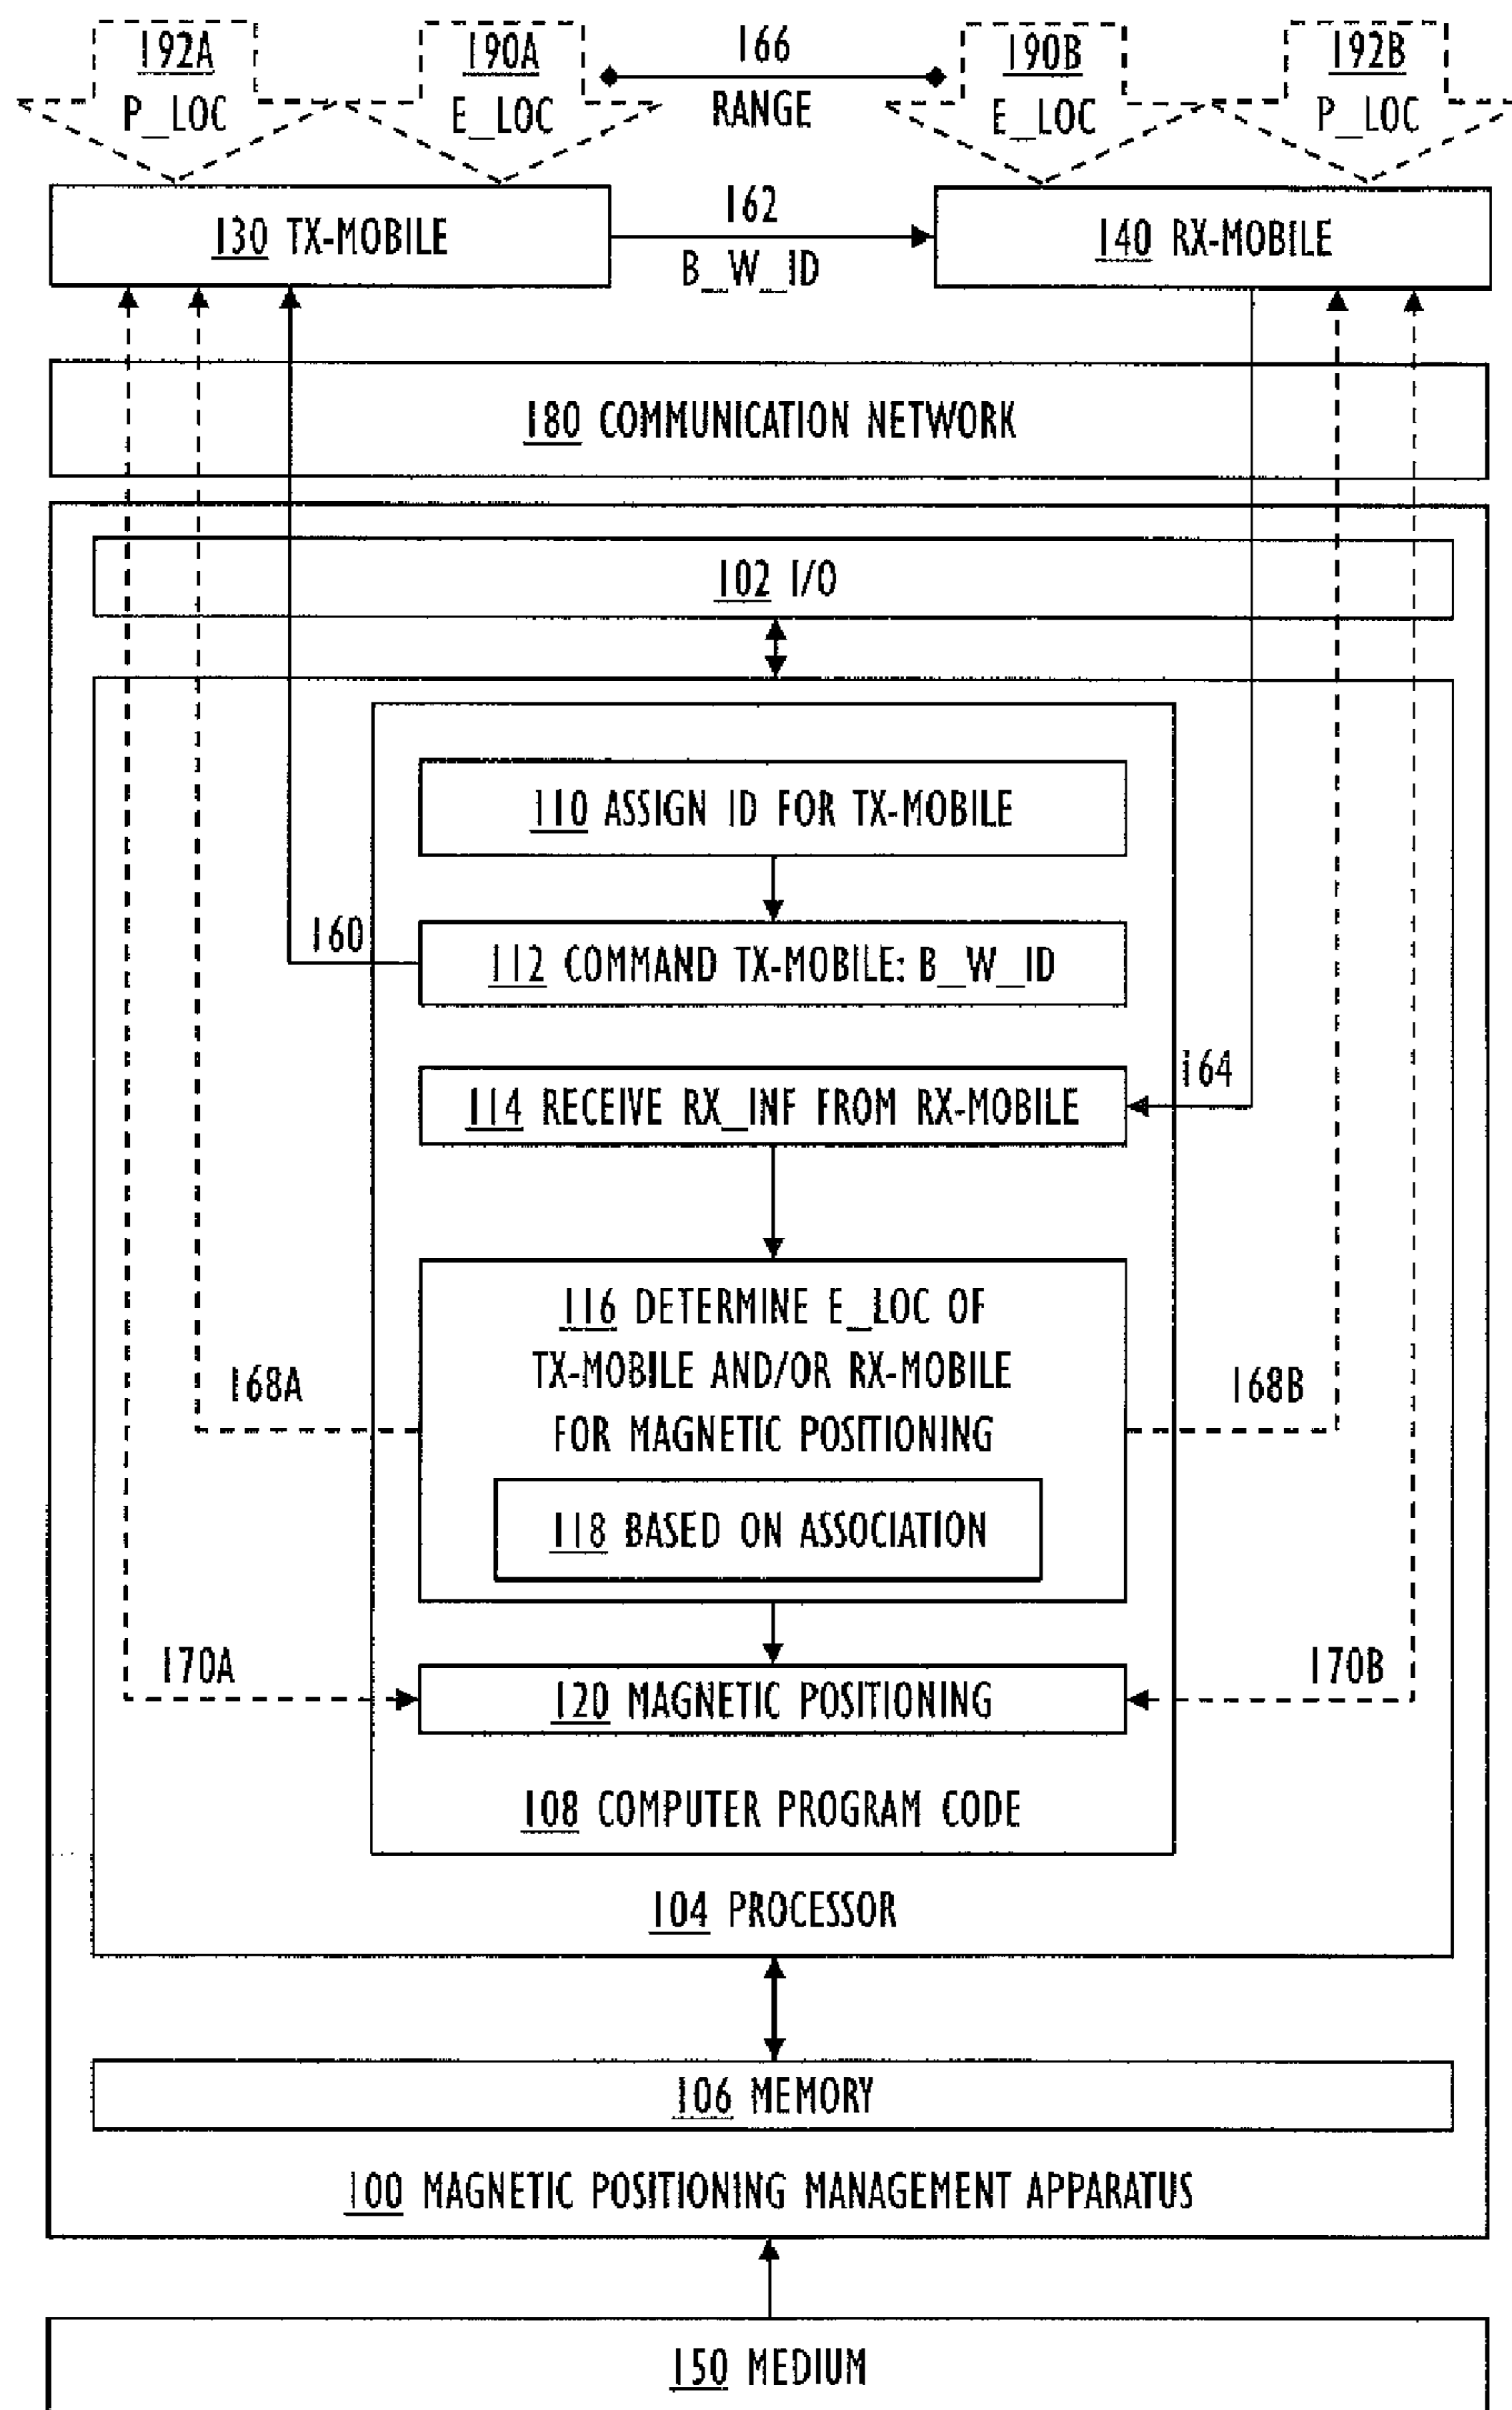 192A 190A 166 190B 192B
P_LOC E_LOC RANGE E_LOC P_LOC
162
130 TX-MOBILE 140 RX-MOBILE
B_W_ID
180 COMMUNICATION NETWORK
102 I/O
110 ASSIGN ID FOR TX-MOBILE
160
112 COMMAND TX-MOBILE: B_W_ID
164
114 RECEIVE RX_INF FROM RX-MOBILE
116 DETERMINE E_LOC OF
TX-MOBILE AND/OR RX-MOBILE
168A 168B
FOR MAGNETIC POSITIONING
118 BASED ON ASSOCIATION
170A 170B
120 MAGNETIC POSITIONING
108 COMPUTER PROGRAM CODE
104 PROCESSOR
106 MEMORY
100 MAGNETIC POSITIONING MANAGEMENT APPARATUS
150 MEDIUM